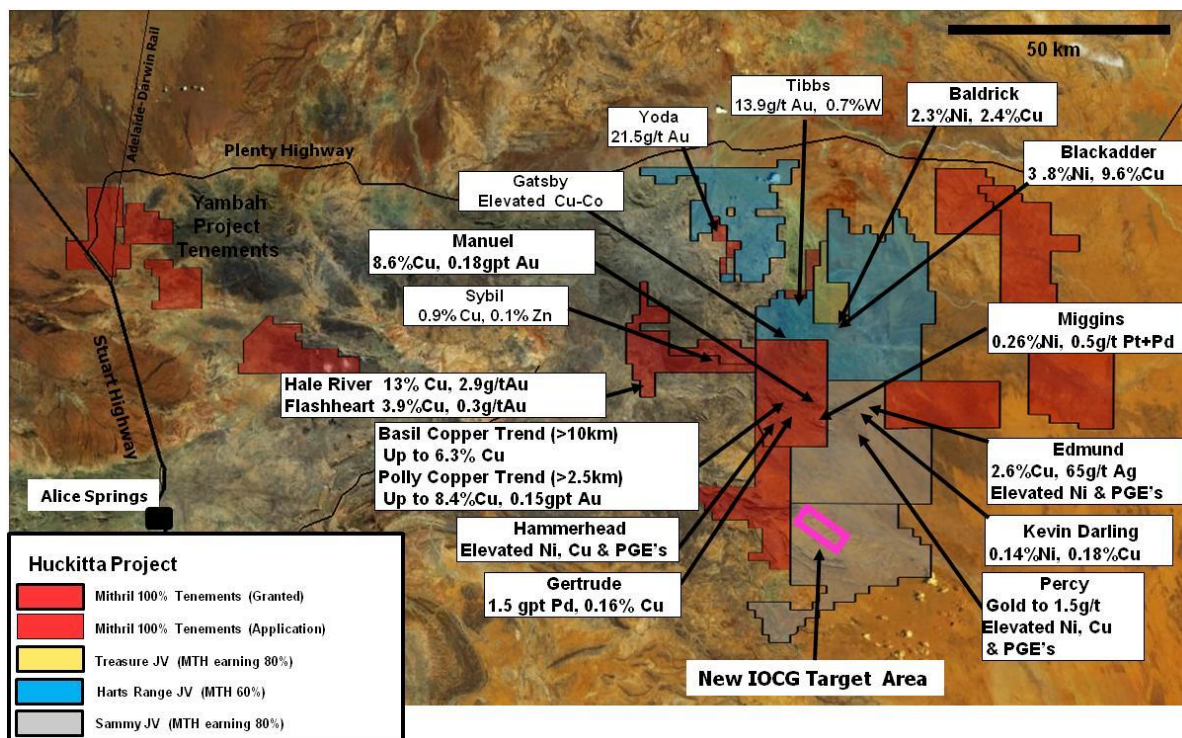 50 km
Adelaide-Darwin Rail
Tibbs
13.9g/t Au, 0.7%W
Baldrick
2.3%Ni, 2.4%Cu
Yoda
21.5g/t Au
Plenty Highway
Blackadder
3 .8%Ni, 9.6%Cu
Gatsby
Elevated Cu-Co
Yambah
Project
Tenements
Manuel
8.6%Cu, 0.18gpt Au
Sybil
0.9% Cu, 0.1% Zn
Miggins
0.26%Ni, 0.5g/t Pt+Pd
Stuart Highway
Hale River 13% Cu, 2.9g/tAu
Flashheart 3.9%Cu, 0.3g/tAu
Basil Copper Trend (>10km)
Up to 6.3% Cu
Polly Copper Trend (>2.5km)
Up to 8.4%Cu, 0.15gpt Au
Edmund
2.6%Cu, 65g/t Ag
Elevated Ni & PGE's
Alice Springs
Hammerhead
Elevated Ni, Cu & PGE's
Kevin Darling
0.14%Ni, 0.18%Cu
Gertrude
1.5 gpt Pd, 0.16% Cu
Percy
Gold to 1.5g/t
Elevated Ni, Cu
& PGE's
New IOCG Target Area
Huckitta Project
Mithril 100% Tenements (Granted)
Mithril 100% Tenements (Application)
Treasure JV (MTH earning 80%)
Harts Range JV (MTH 60%)
Sammy JV (MTH earning 80%)